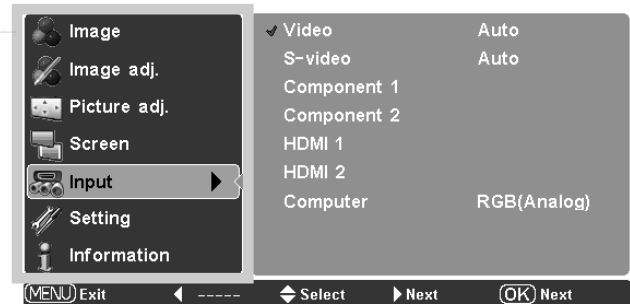 Image
Image adj.
Picture adj.
Screen
Input
Setting
Information
Video Auto
S-video Auto
Component 1
Component 2
HDMI 1
HDMI 2
Computer RGB(Analog)
MENU Exit ----- Select Next OK Next